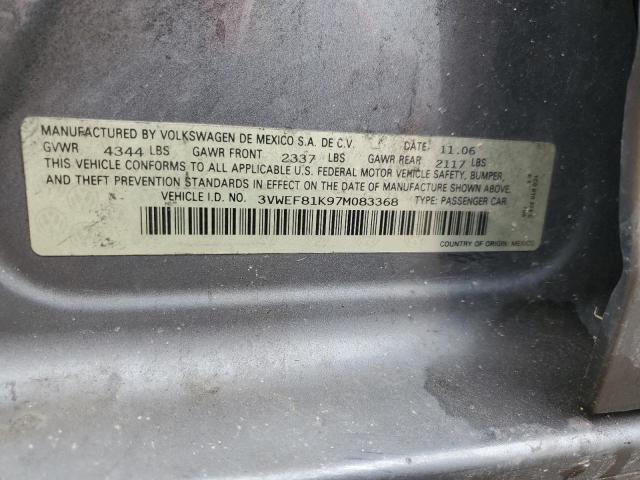 MANUFACTURED BY VOLKSWAGEN DE MEXICO S.A. DE C.V. DATE: 11.06
GVWR 4344 LBS GAWR FRONT 2337 LBS GAWR REAR 2117 LBS
THIS VEHICLE CONFORMS TO ALL APPLICABLE U.S. FEDERAL MOTOR VEHICLE SAFETY, BUMPER,
AND THEFT PREVENTION STANDARDS IN EFFECT ON THE DATE OF MANUFACTURE SHOWN ABOVE.
VEHICLE I.D. NO. 3VWEF81K97M083368 TYPE: PASSENGER CAR
COUNTRY OF ORIGIN: MEXICO